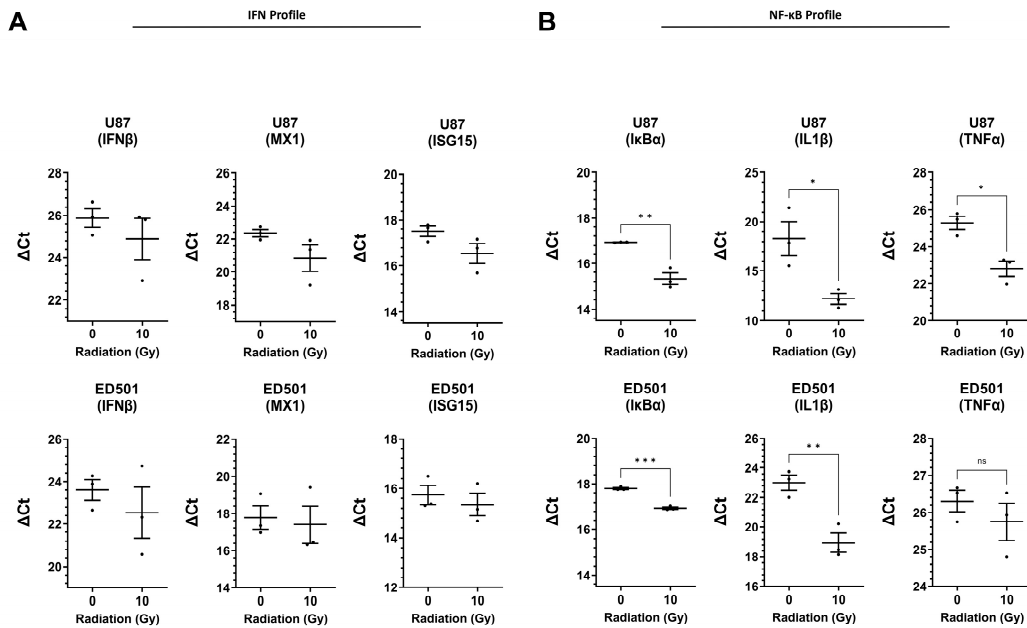 A
IFN Profile
B
NF-κB Profile
U87
(IFNβ)
U87
(MX1)
U87
(ISG15)
U87
(IκBα)
U87
(IL1β)
U87
(TNFα)
ΔCt
28
26
24
22
0
10
Radiation (Gy)
ΔCt
26
24
22
20
18
0
10
Radiation (Gy)
ΔCt
20
18
16
14
0
10
Radiation (Gy)
ΔCt
20
18
16
14
**
0
10
Radiation (Gy)
ΔCt
25
20
15
10
*
0
10
Radiation (Gy)
ΔCt
28
26
24
22
20
*
0
10
Radiation (Gy)
ED501
(IFNβ)
ED501
(MX1)
ED501
(ISG15)
ED501
(IκBα)
ED501
(IL1β)
ED501
(TNFα)
ΔCt
26
24
22
20
0
10
Radiation (Gy)
ΔCt
22
20
18
16
14
0
10
Radiation (Gy)
ΔCt
18
16
14
12
0
10
Radiation (Gy)
ΔCt
20
18
16
14
***
0
10
Radiation (Gy)
ΔCt
26
24
22
20
18
16
**
0
10
Radiation (Gy)
ΔCt
28
27
26
25
24
ns
0
10
Radiation (Gy)